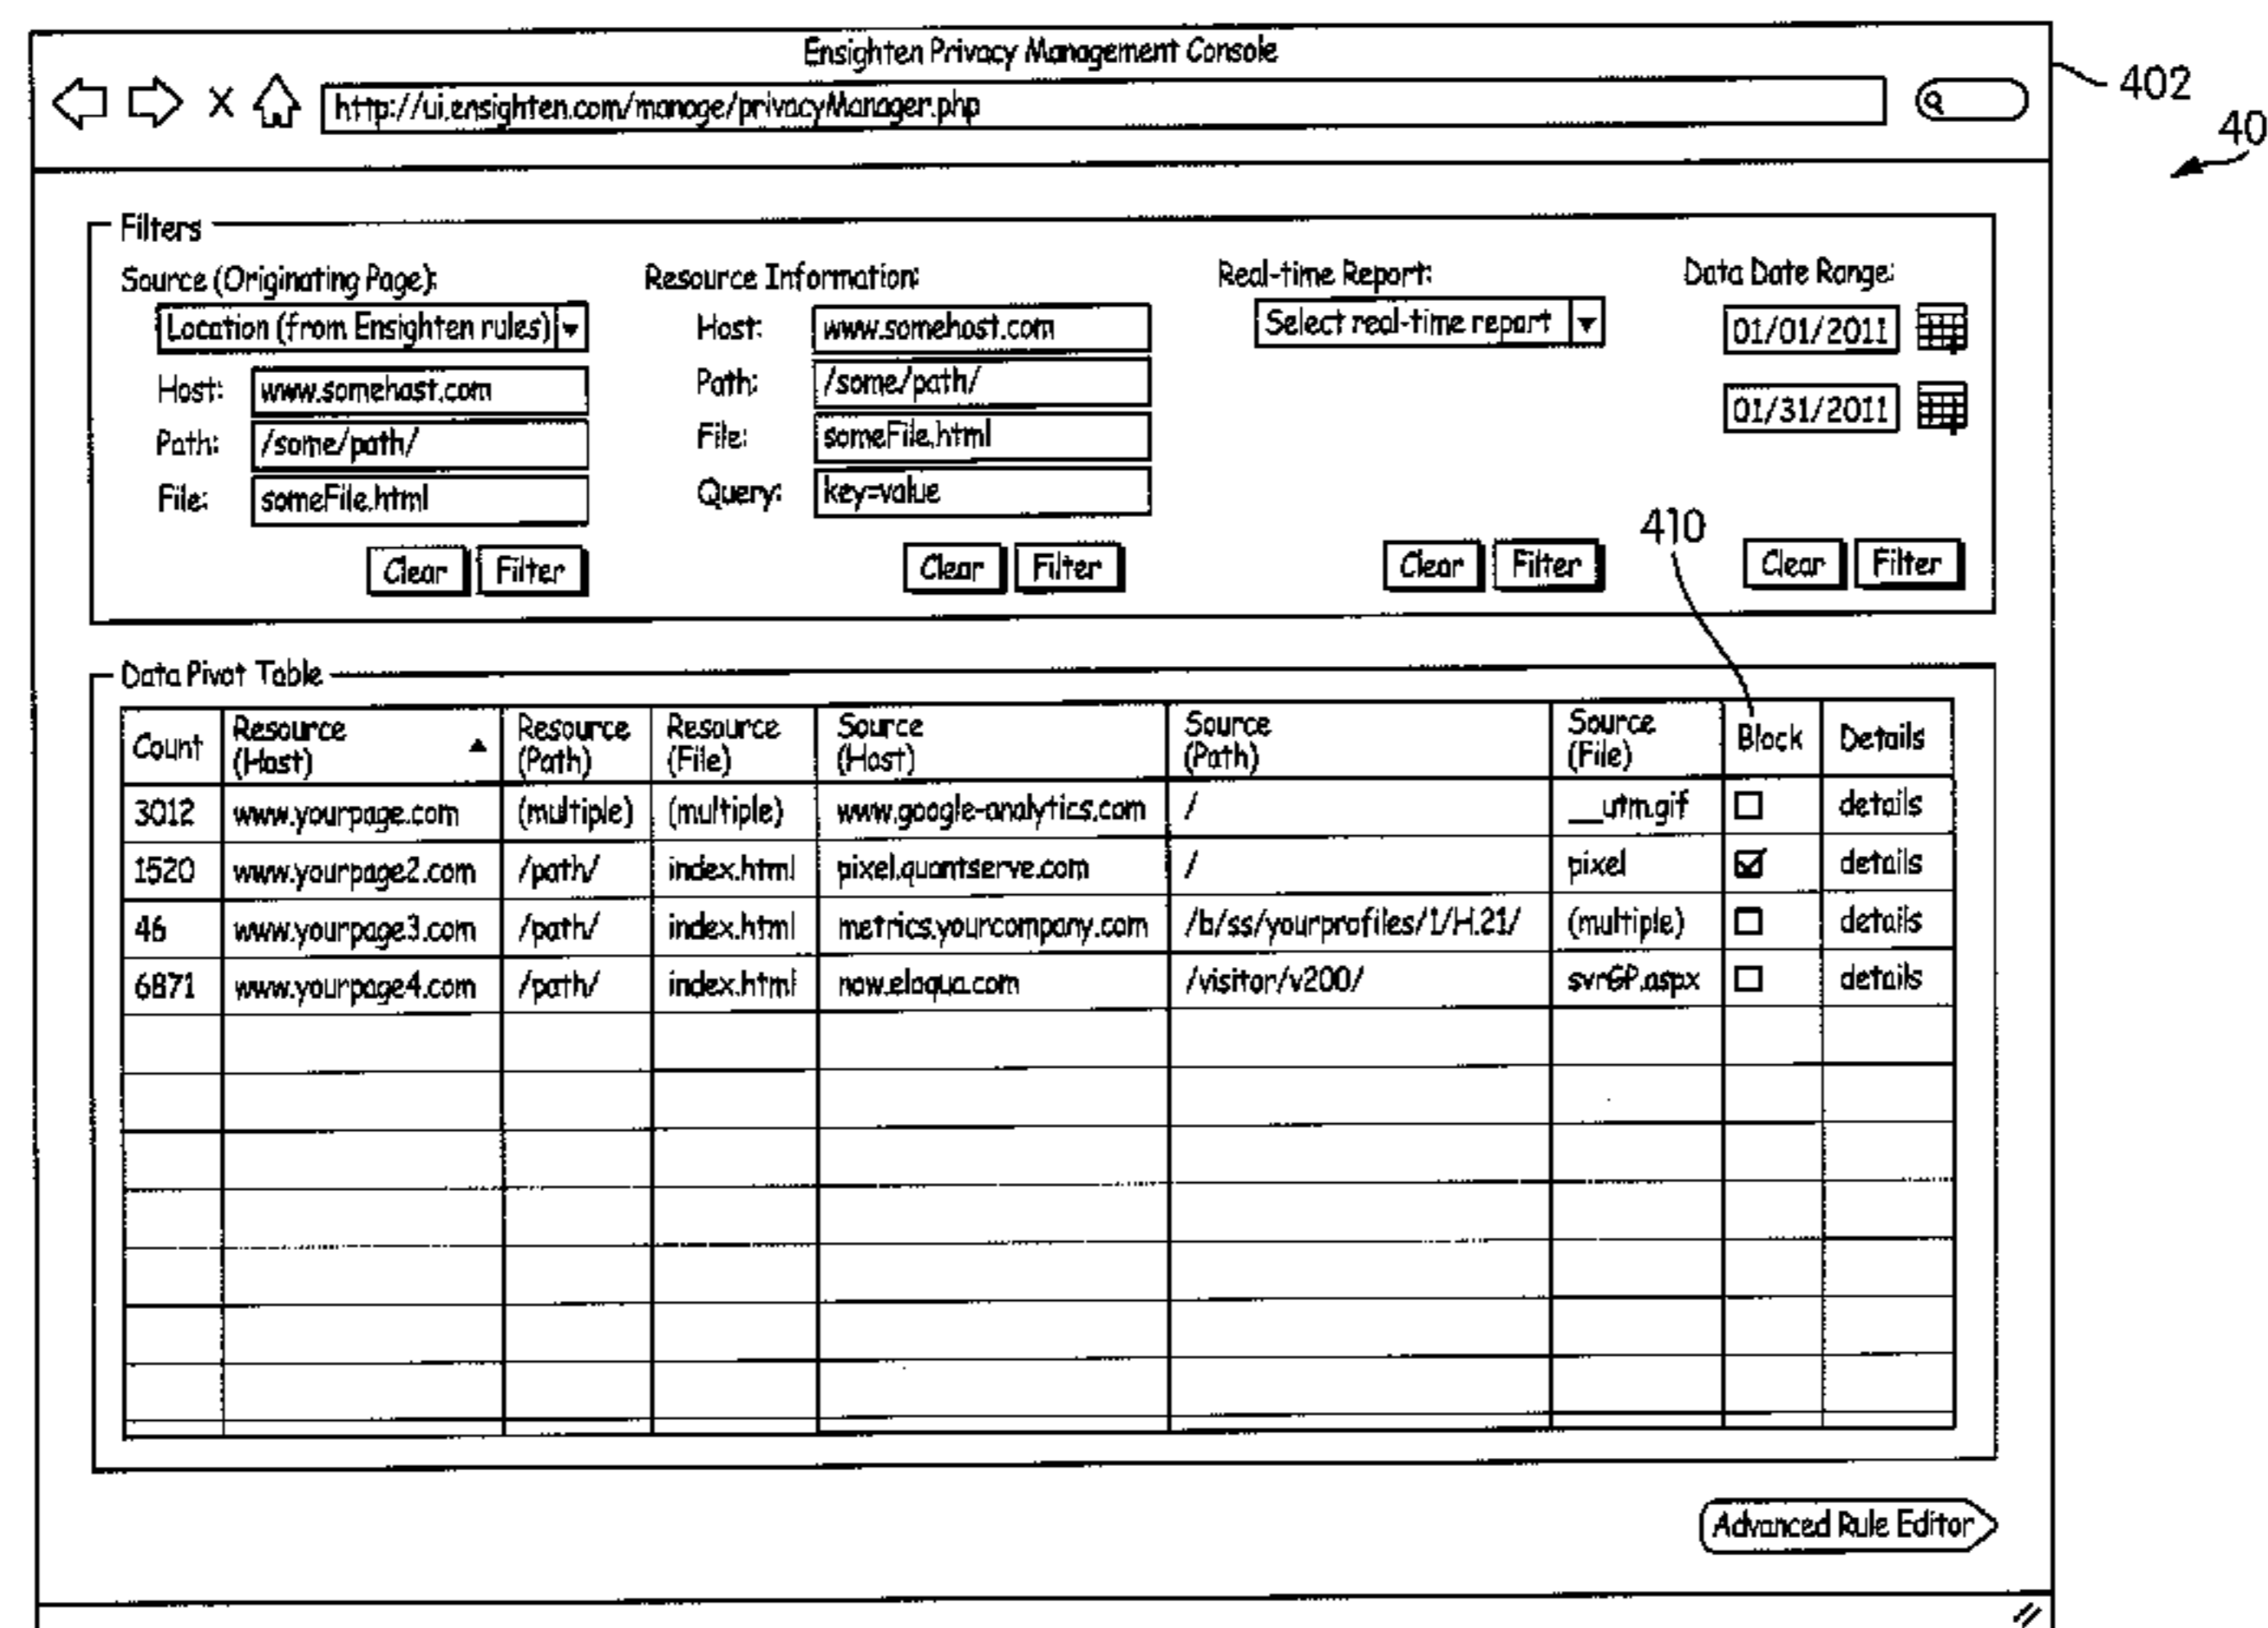 Ensighten Privacy Management Console
http://ui.ensighten.com/manage/privacyManager.php
402
40
Filters
Source (Originating Page):
Location (from Ensighten rules)
Host: www.somehost.com
Path: /some/path/
File: someFile.html
Clear Filter
Resource Information:
Host: www.somehost.com
Path: /some/path/
File: someFile.html
Query: key=value
Clear Filter
Real-time Report:
Select real-time report
Clear Filter
Data Date Range:
01/01/2011
01/31/2011
410
Clear Filter
Data Pivot Table
Count Resource (Host) Resource (Path) Resource (File) Source (Host) Source (Path) Source (File) Block Details
3012 www.yourpage.com (multiple) (multiple) www.google-analytics.com / __utm.gif details
1520 www.yourpage2.com /path/ index.html pixel.quantserve.com / pixel details
46 www.yourpage3.com /path/ index.html metrics.yourcompany.com /b/ss/yourprofiles/1/H.21/ (multiple) details
6871 www.yourpage4.com /path/ index.html now.eloqua.com /visitor/v200/ svrGP.aspx details
Advanced Rule Editor